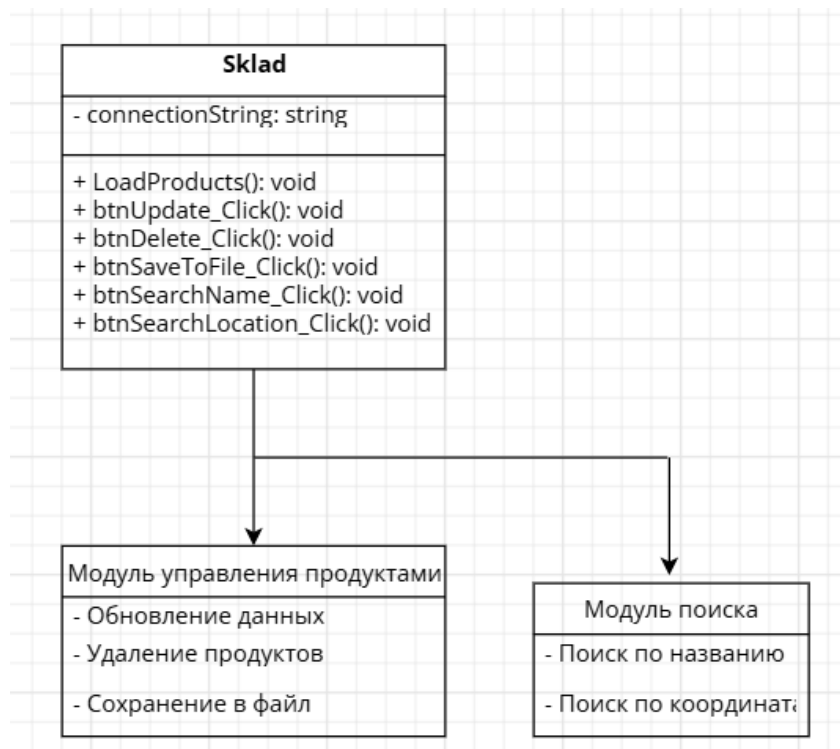 Sklad
- connectionString: string
+ LoadProducts(): void
+ btnUpdate_Click(): void
+ btnDelete_Click(): void
+ btnSaveToFile_Click(): void
+ btnSearchName_Click(): void
+ btnSearchLocation_Click(): void
Модуль управления продуктами
- Обновление данных
- Удаление продуктов
- Сохранение в файл
Модуль поиска
- Поиск по названию
- Поиск по